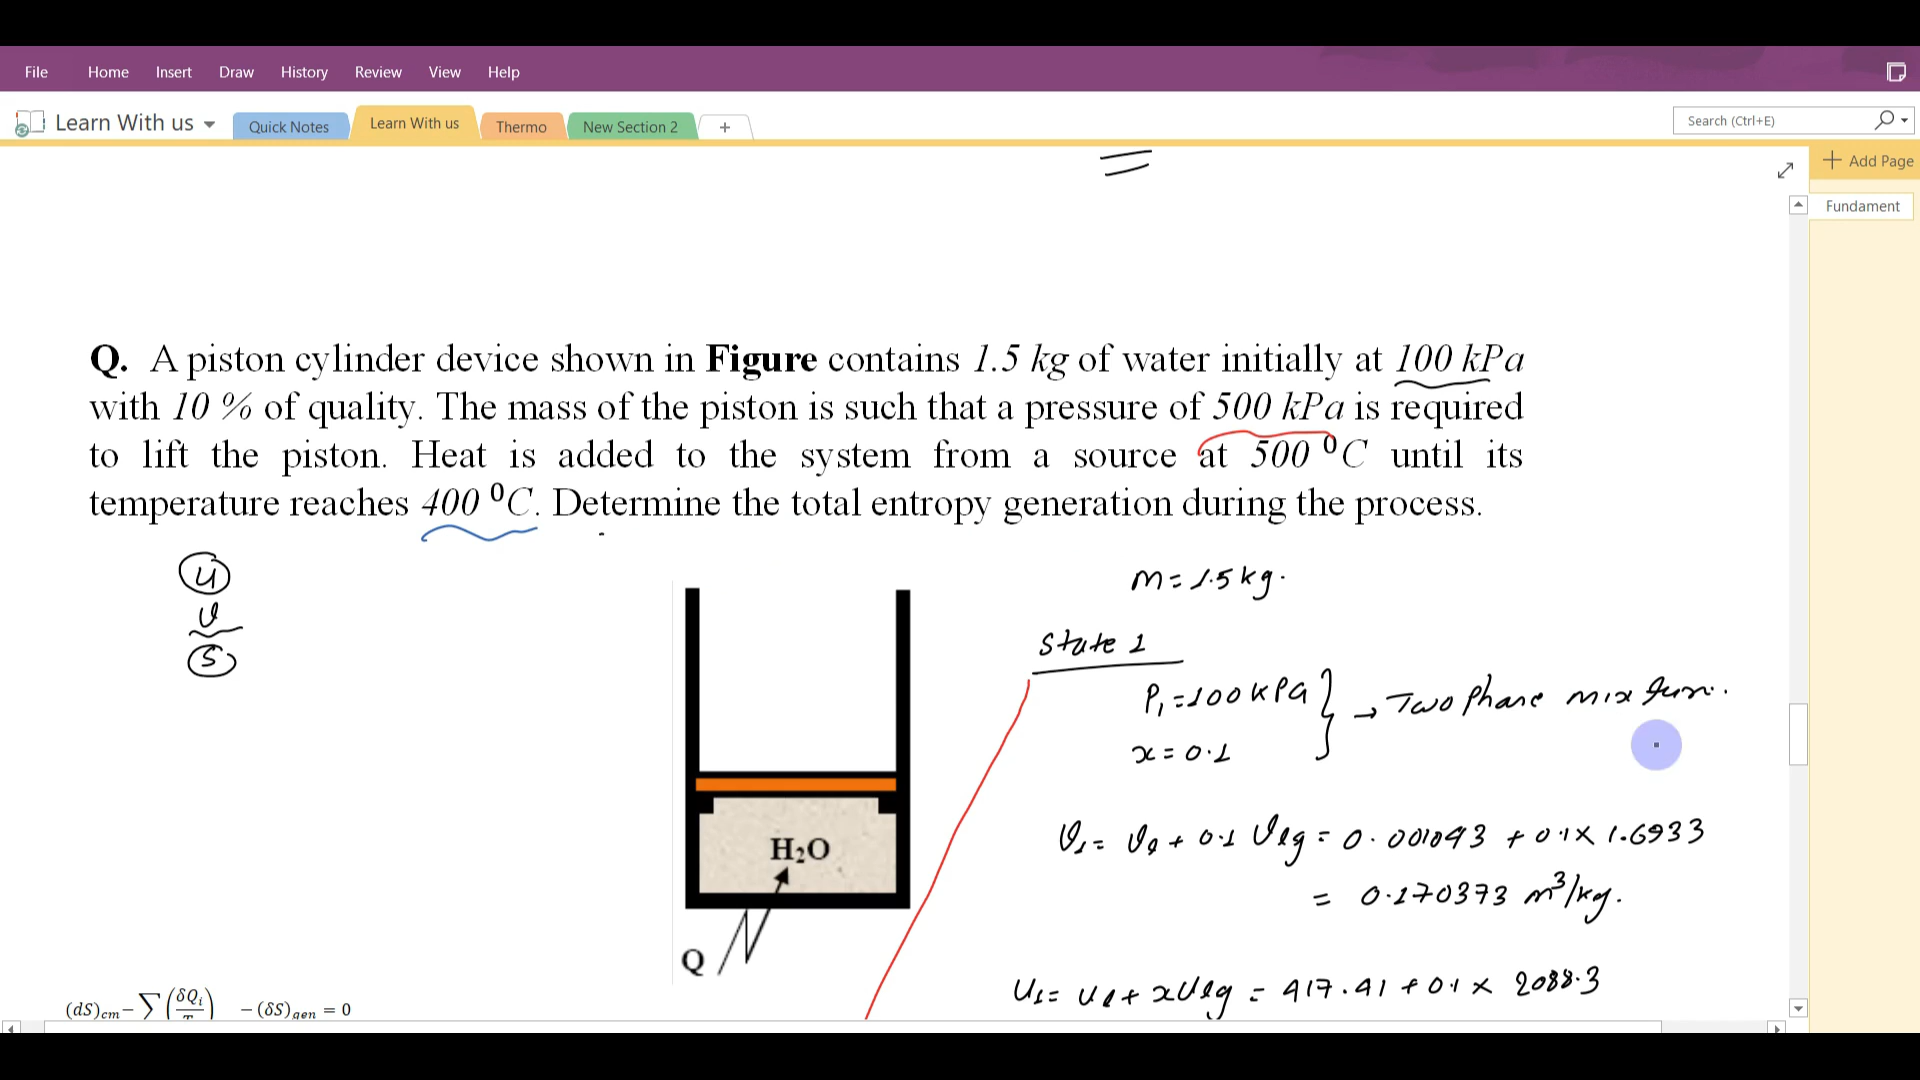 File Home Insert Draw History Review View Help
Learn With us Quick Notes Learn With us Thermo New Section 2 + Search (Ctrl+E)
Add Page
Fundament
=
Q. A piston cylinder device shown in Figure contains 1.5 kg of water initially at 100 kPa
with 10 % of quality. The mass of the piston is such that a pressure of 500 kPa is required
to lift the piston. Heat is added to the system from a source at 500 ⁰C until its
temperature reaches 400 ⁰C. Determine the total entropy generation during the process.
u
v
s
H₂O
Q
m = 1.5 kg.
State 1
P₁ = 100 kPa } → Two phase mixture.
x = 0.1
v₁ = vₗ + 0.1 vₗg = 0.001043 + 0.1 × 1.6933
= 0.170373 m³/kg.
u₁ = uₗ + x uₗg = 417.41 + 0.1 × 2088.3
(dS)cm − ∑ (δQᵢ/T) − (δS)gen = 0